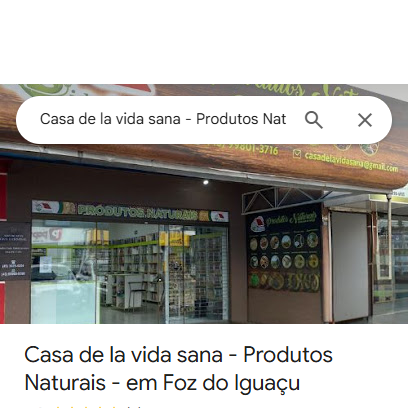 Casa de la vida sana - Produtos Nat
99801-3716
casadelavidasana@gmail.com
PRODUTOS NATURAIS
Produtos Naturais
Casa de la vida sana - Produtos
Naturais - em Foz do Iguaçu